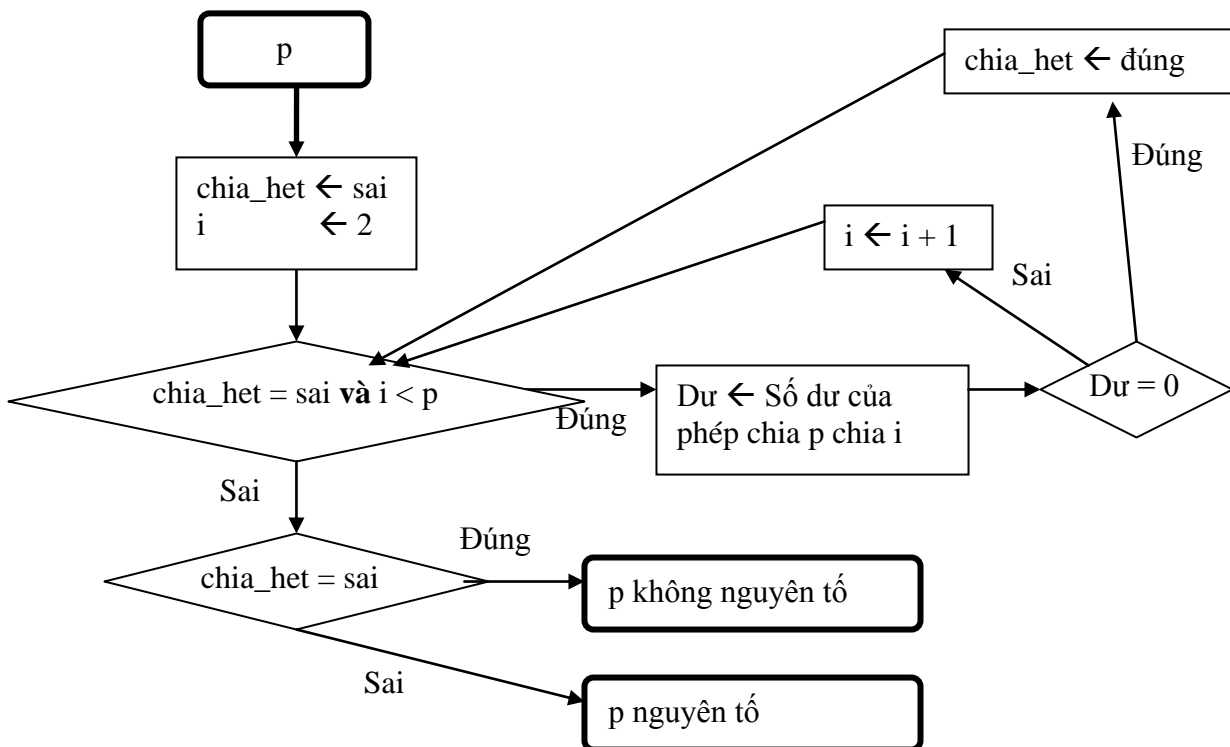 p
chia_het ← sai
i ← 2
chia_het = sai và i < p
Đúng
Dư ← Số dư của
phép chia p chia i
Dư = 0
Đúng
chia_het ← đúng
Sai
i ← i + 1
Sai
chia_het = sai
Đúng
p không nguyên tố
Sai
p nguyên tố